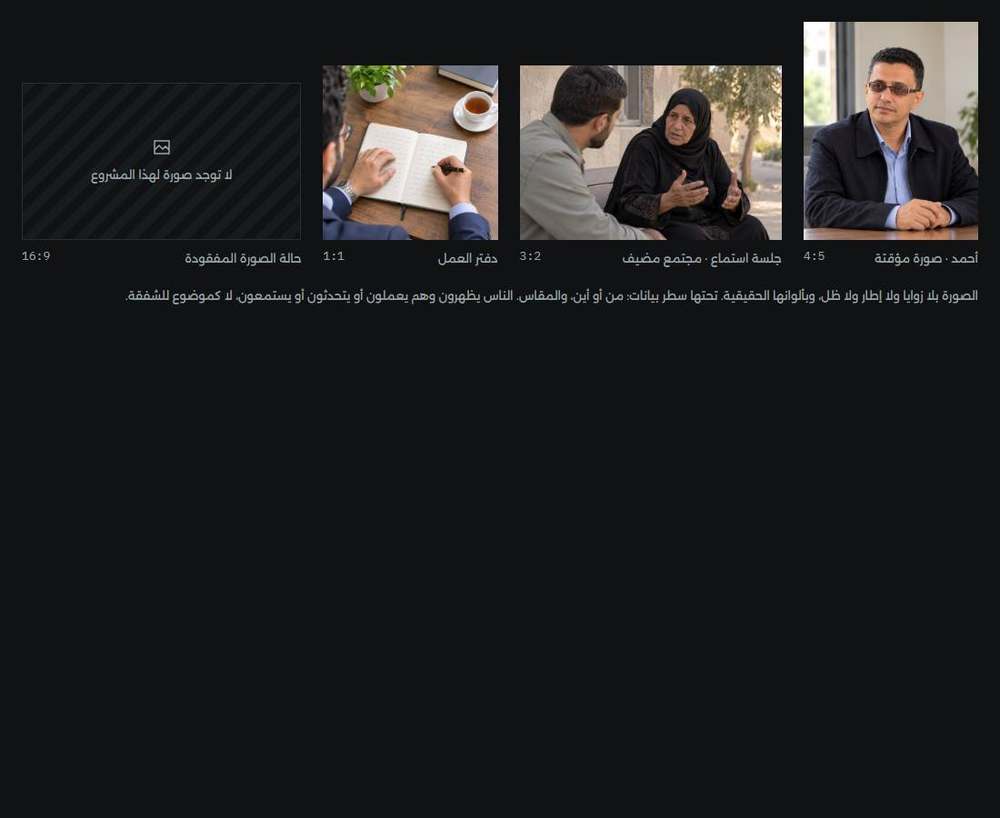 لا توجد صورة لهذا المشروع
أحمد · صورة مؤقتة
4:5
جلسة استماع · مجتمع مضيف
3:2
دفتر العمل
1:1
حالة الصورة المفقودة
16:9
الصورة بلا زوايا ولا إطار ولا ظل، وبألوانها الحقيقية. تحتها سطر بيانات: من أو أين، والمقاس. الناس يظهرون وهم يعملون أو يتحدثون أو يستمعون، لا كموضوع للشفقة.